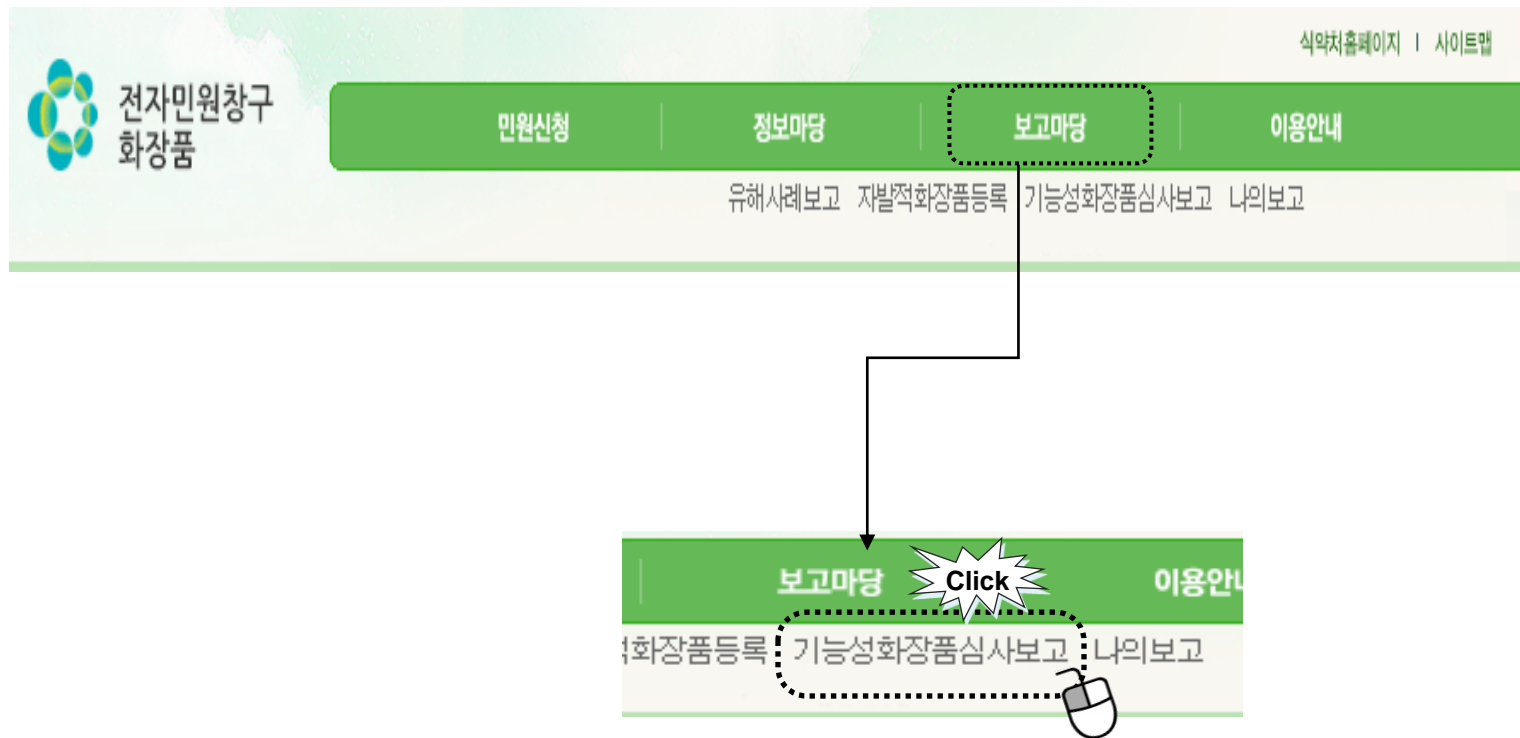 식약처홈페이지 | 사이트맵
전자민원창구
화장품
민원신청 정보마당 보고마당 이용안내
유해사례보고 자발적화장품등록 기능성화장품심사보고 나의보고
보고마당 Click 이용안내
화장품등록 기능성화장품심사보고 나의보고